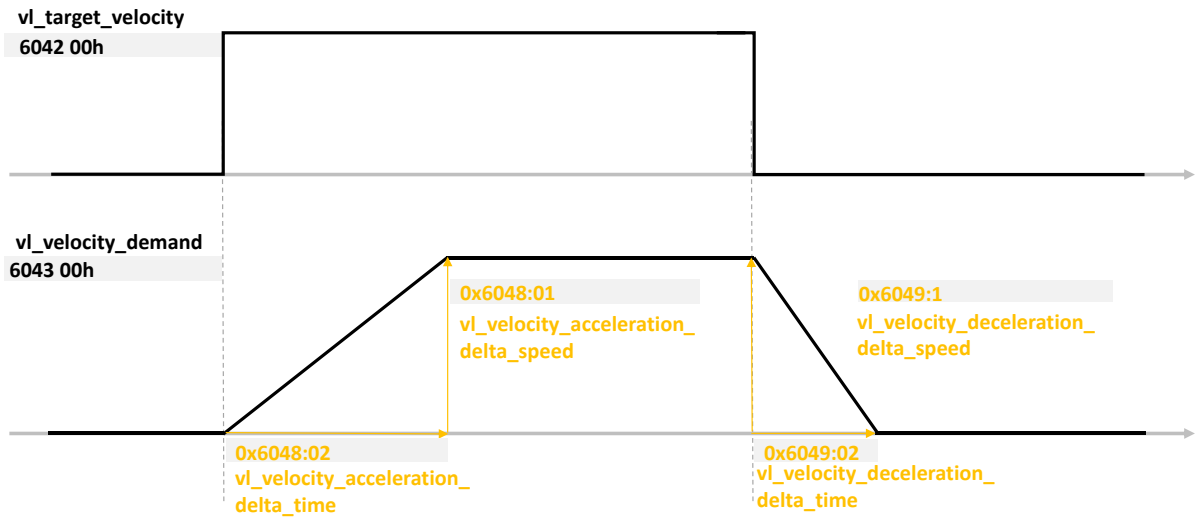 vl_target_velocity
6042 00h
vl_velocity_demand
6043 00h
0x6048:01
vl_velocity_acceleration_
delta_speed
0x6049:1
vl_velocity_deceleration_
delta_speed
0x6048:02
vl_velocity_acceleration_
delta_time
0x6049:02
vl_velocity_deceleration_
delta_time